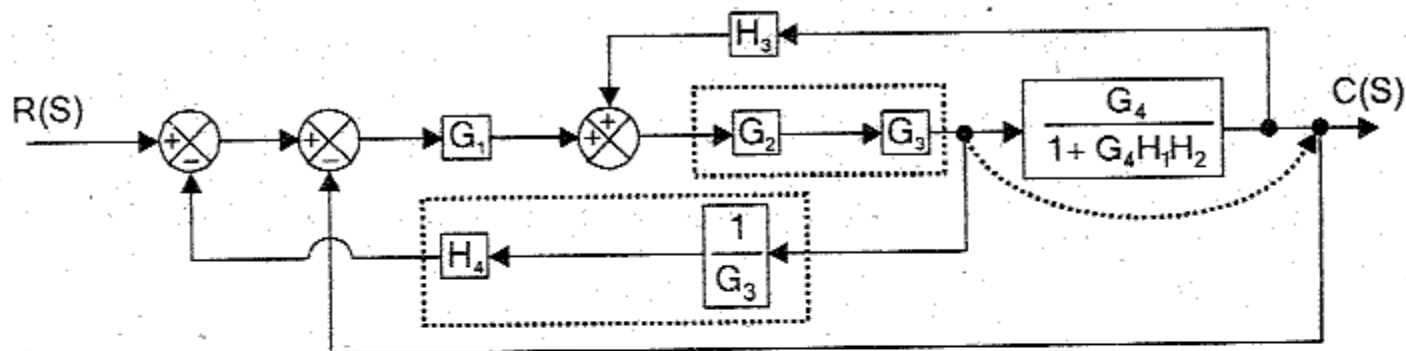 H₃
R(S)
+
−
+
−
G₁
+
+
G₂
G₃
G₄
1 + G₄H₁H₂
C(S)
H₄
1
G₃